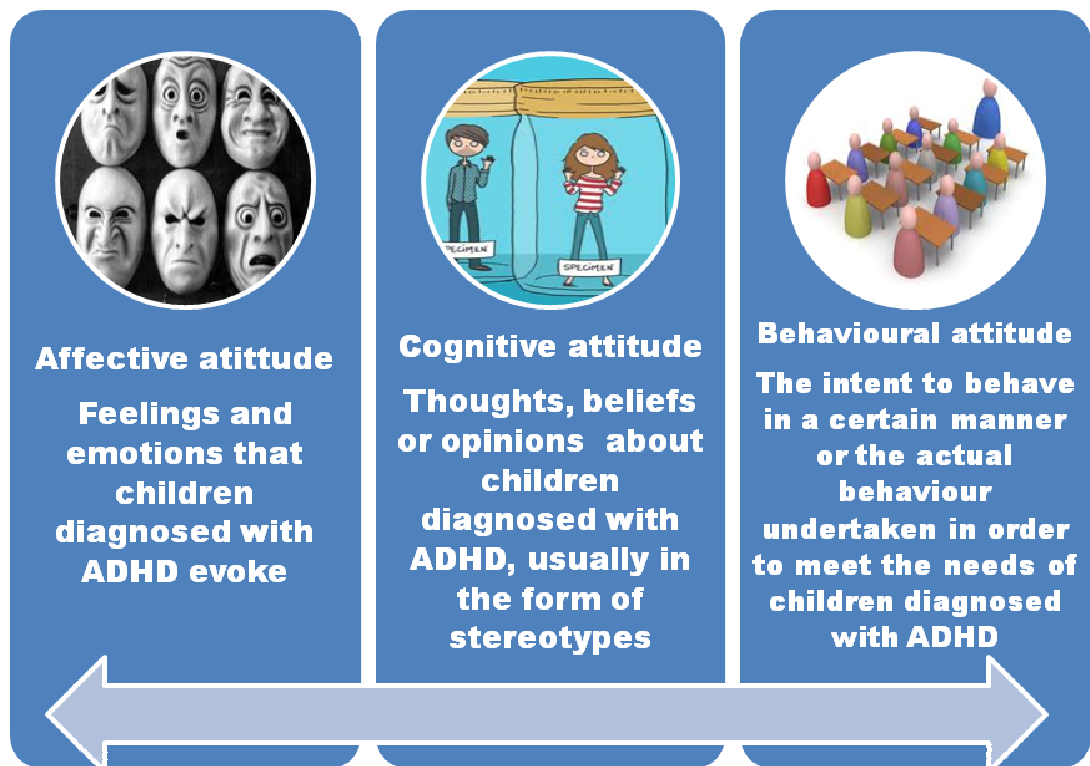 Affective atittude
Feelings and
emotions that
children
diagnosed with
ADHD evoke
PECIMEN
SPECIMEN
Cognitive attitude
Thoughts, beliefs
or opinions about
children
diagnosed with
ADHD, usually in
the form of
stereotypes
Behavioural attitude
The intent to behave
in a certain manner
or the actual
behaviour
undertaken in order
to meet the needs of
children diagnosed
with ADHD